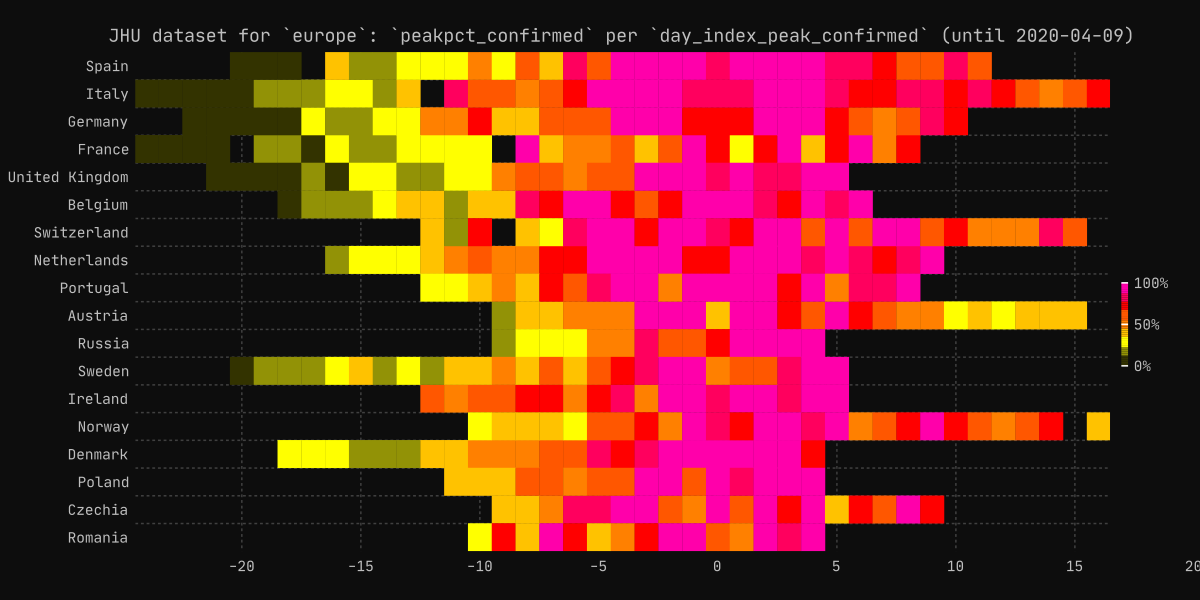 JHU dataset for `europe`: `peakpct_confirmed` per `day_index_peak_confirmed` (until 2020-04-09)
Spain
Italy
Germany
France
United Kingdom
Belgium
Switzerland
Netherlands
Portugal
Austria
Russia
Sweden
Ireland
Norway
Denmark
Poland
Czechia
Romania
100%
50%
0%
-20 -15 -10 -5 0 5 10 15 20